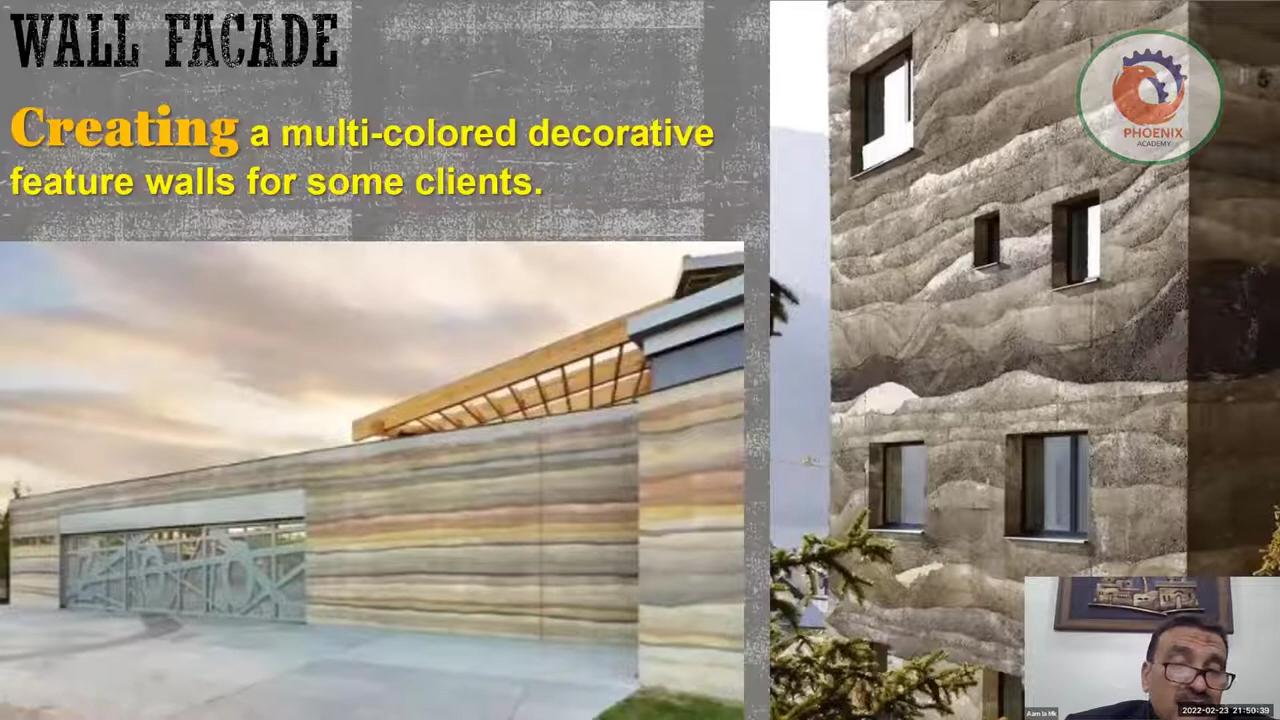 WALL FACADE
Creating a multi-colored decorative
feature walls for some clients.
PHOENIX
ACADEMY
2022-02-23 21:50:39